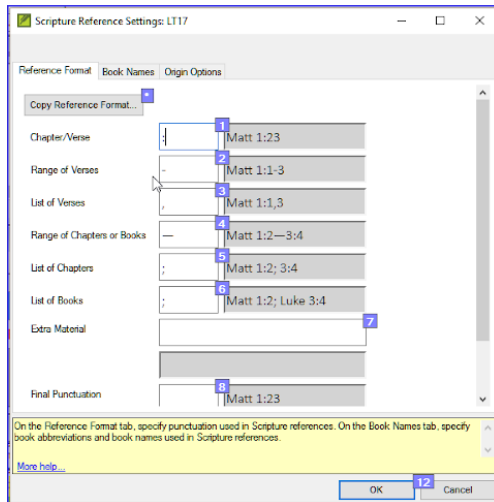 Scripture Reference Settings: LT17
Reference Format Book Names Origin Options
Copy Reference Format... *
1
Chapter/Verse : Matt 1:23
2
Range of Verses - Matt 1:1-3
3
List of Verses , Matt 1:1,3
4
Range of Chapters or Books — Matt 1:2—3:4
5
List of Chapters ; Matt 1:2; 3:4
6
List of Books ; Matt 1:2; Luke 3:4
Extra Material 7
8
Final Punctuation Matt 1:23
On the Reference Format tab, specify punctuation used in Scripture references. On the Book Names tab, specify
book abbreviations and book names used in Scripture references.
More help...
OK 12 Cancel